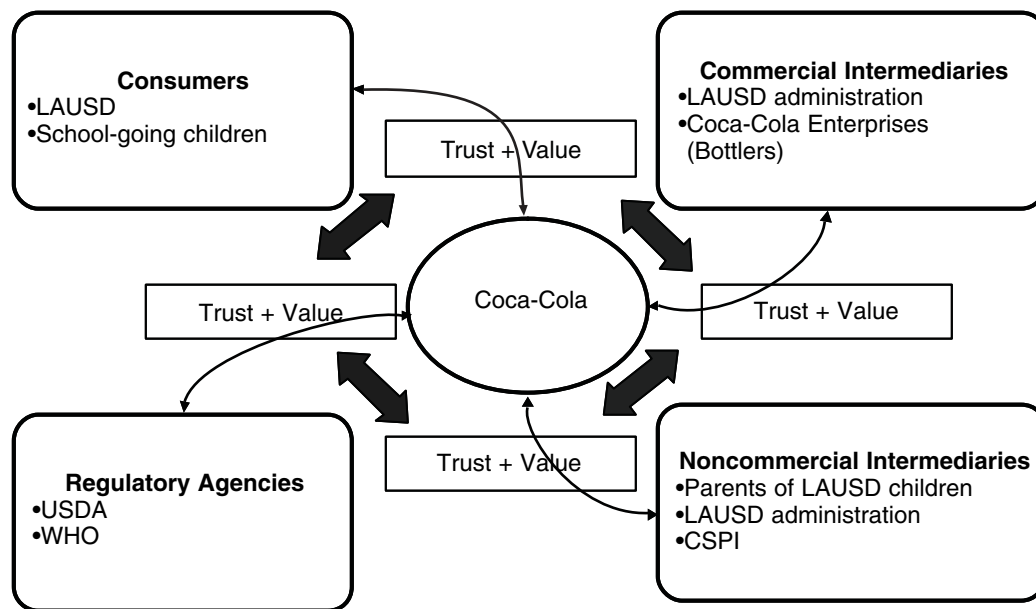 Consumers
•LAUSD
•School-going children
Commercial Intermediaries
•LAUSD administration
•Coca-Cola Enterprises
(Bottlers)
Trust + Value
Coca-Cola
Trust + Value
Trust + Value
Trust + Value
Regulatory Agencies
•USDA
•WHO
Noncommercial Intermediaries
•Parents of LAUSD children
•LAUSD administration
•CSPI